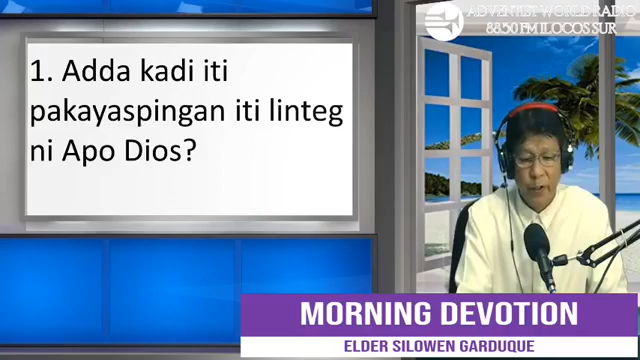 ADVENTIST WORLD RADIO
88.50 FM ILOCOS SUR
1. Adda kadi iti
pakayaspingan iti linteg
ni Apo Dios?
MORNING DEVOTION
ELDER SILOWEN GARDUQUE